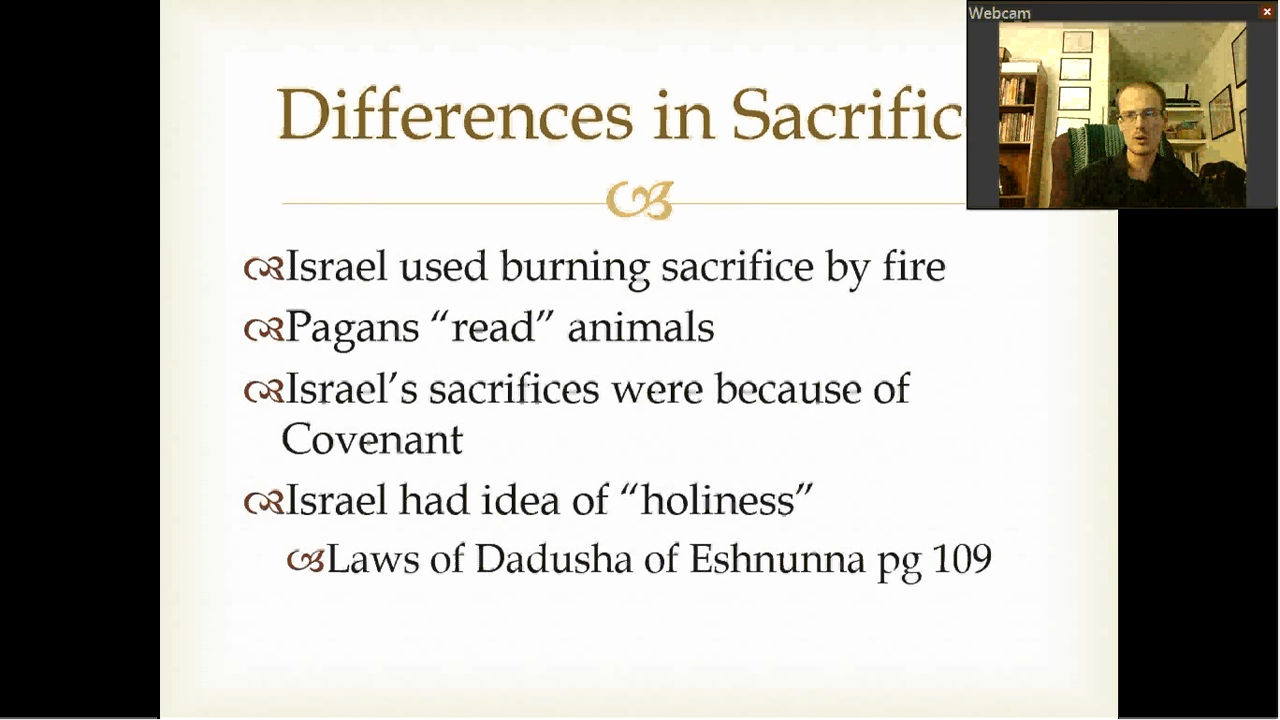 Webcam
Differences in Sacrific
Israel used burning sacrifice by fire
Pagans “read” animals
Israel’s sacrifices were because of
Covenant
Israel had idea of “holiness”
Laws of Dadusha of Eshnunna pg 109